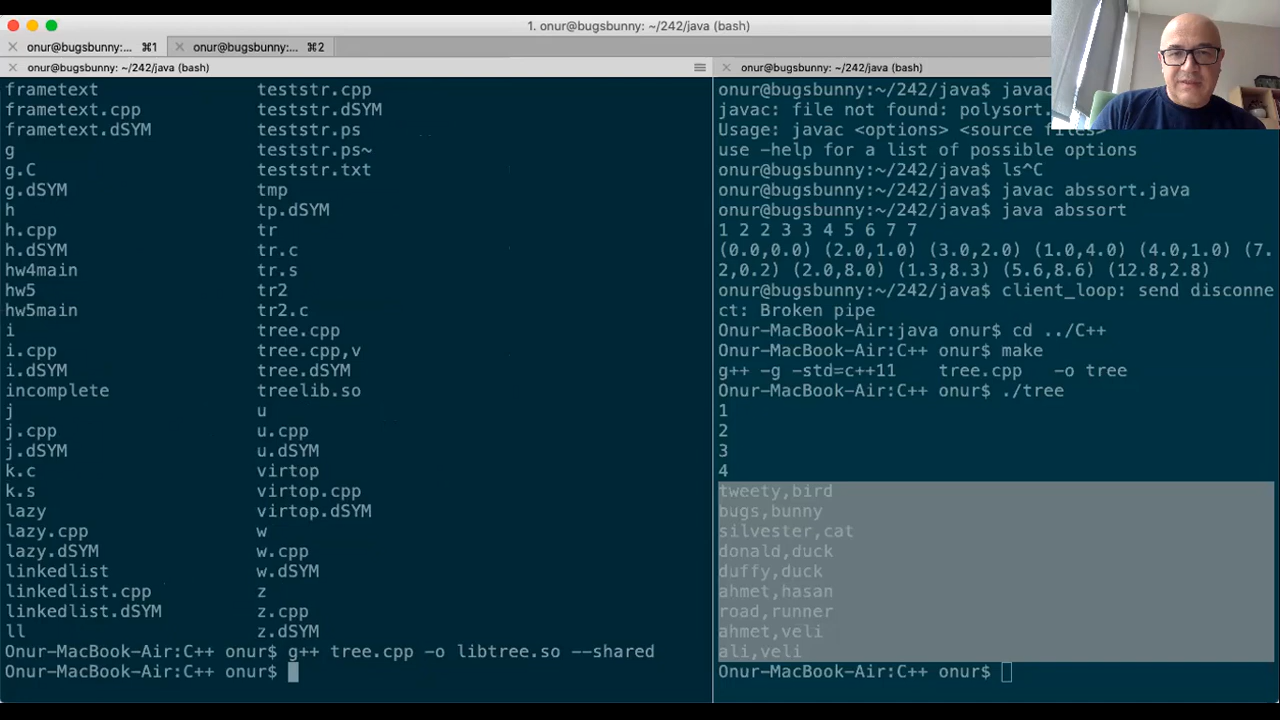 1. onur@bugsbunny: ~/242/java (bash)
onur@bugsbunny:... ⌘1
onur@bugsbunny:... ⌘2
onur@bugsbunny: ~/242/java (bash)
frametext teststr.cpp
frametext.cpp teststr.dSYM
frametext.dSYM teststr.ps
g teststr.ps~
g.C teststr.txt
g.dSYM tmp
h tp.dSYM
h.cpp tr
h.dSYM tr.c
hw4main tr.s
hw5 tr2
hw5main tr2.c
i tree.cpp
i.cpp tree.cpp,v
i.dSYM tree.dSYM
incomplete treelib.so
j u
j.cpp u.cpp
j.dSYM u.dSYM
k.c virtop
k.s virtop.cpp
lazy virtop.dSYM
lazy.cpp w
lazy.dSYM w.cpp
linkedlist w.dSYM
linkedlist.cpp z
linkedlist.dSYM z.cpp
ll z.dSYM
Onur-MacBook-Air:C++ onur$ g++ tree.cpp -o libtree.so --shared
Onur-MacBook-Air:C++ onur$
onur@bugsbunny: ~/242/java (bash)
onur@bugsbunny:~/242/java$ javac
javac: file not found: polysort.
Usage: javac <options> <source files>
use -help for a list of possible options
onur@bugsbunny:~/242/java$ ls^C
onur@bugsbunny:~/242/java$ javac abssort.java
onur@bugsbunny:~/242/java$ java abssort
1 2 2 3 3 4 5 6 7 7
(0.0,0.0) (2.0,1.0) (3.0,2.0) (1.0,4.0) (4.0,1.0) (7.
2,0.2) (2.0,8.0) (1.3,8.3) (5.6,8.6) (12.8,2.8)
onur@bugsbunny:~/242/java$ client_loop: send disconne
ct: Broken pipe
Onur-MacBook-Air:java onur$ cd ../C++
Onur-MacBook-Air:C++ onur$ make
g++ -g -std=c++11 tree.cpp -o tree
Onur-MacBook-Air:C++ onur$ ./tree
1
2
3
4
tweety,bird
bugs,bunny
silvester,cat
donald,duck
duffy,duck
ahmet,hasan
road,runner
ahmet,veli
ali,veli
Onur-MacBook-Air:C++ onur$